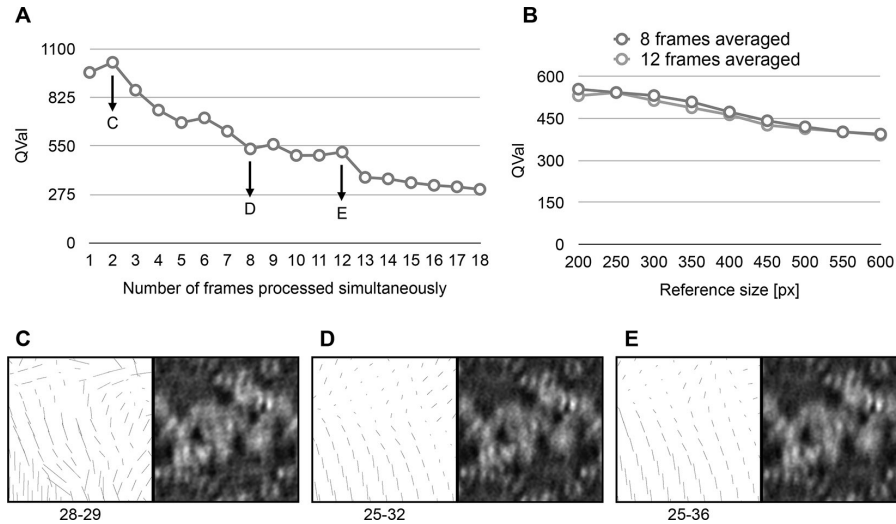 A
1100
825
550
275
0
QVal
C
D
E
1 2 3 4 5 6 7 8 9 10 11 12 13 14 15 16 17 18
Number of frames processed simultaneously
B
8 frames averaged
12 frames averaged
600
450
300
150
0
QVal
200 250 300 350 400 450 500 550 600
Reference size [px]
C
28-29
D
25-32
E
25-36